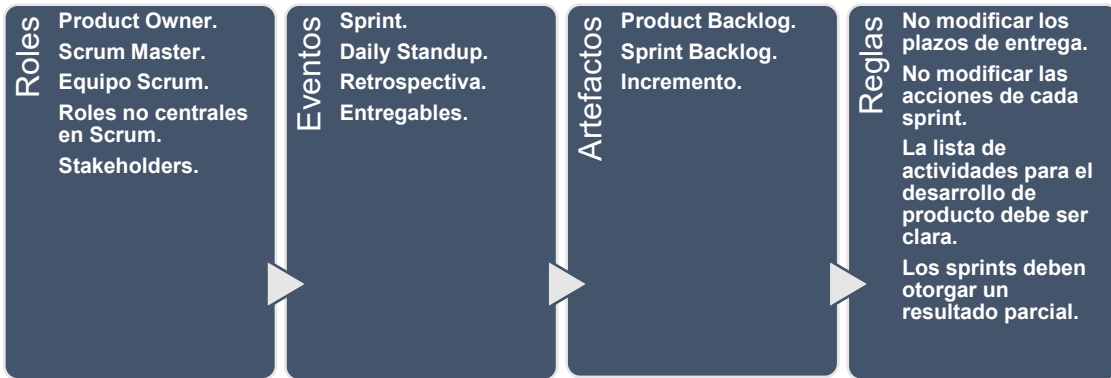 Roles
Product Owner.
Scrum Master.
Equipo Scrum.
Roles no centrales
en Scrum.
Stakeholders.
Eventos
Sprint.
Daily Standup.
Retrospectiva.
Entregables.
Artefactos
Product Backlog.
Sprint Backlog.
Incremento.
Reglas
No modificar los
plazos de entrega.
No modificar las
acciones de cada
sprint.
La lista de
actividades para el
desarrollo de
producto debe ser
clara.
Los sprints deben
otorgar un
resultado parcial.